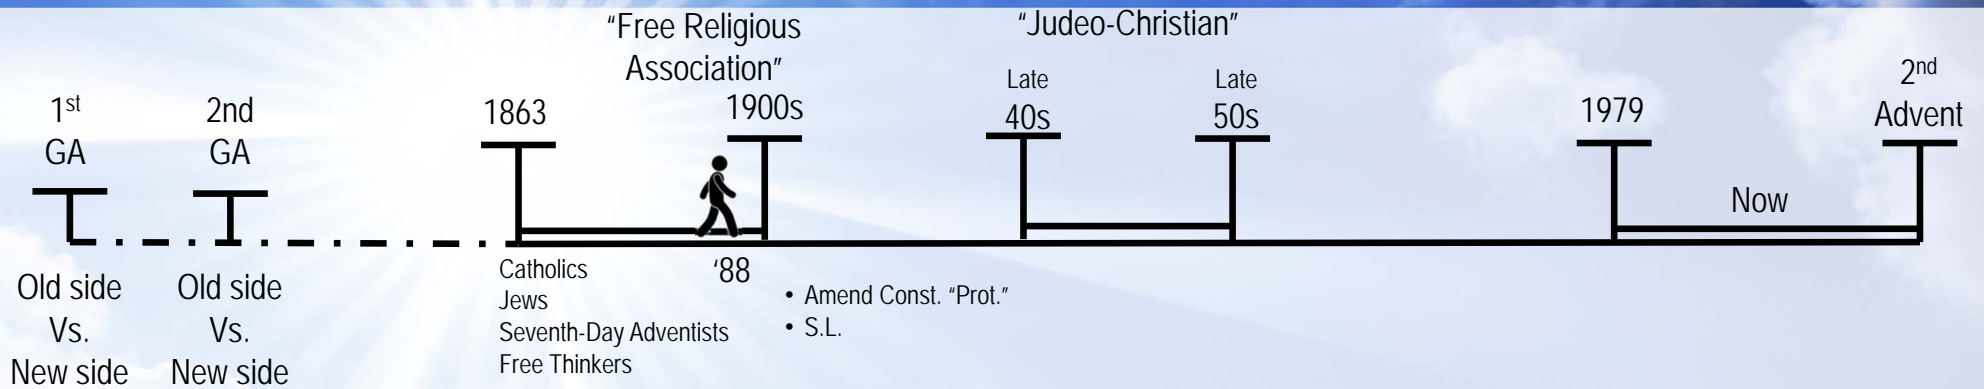 "Free Religious
Association"
"Judeo-Christian"
1st
GA
2nd
GA
1863
1900s
Late
40s
Late
50s
1979
2nd
Advent
Now
Old side
Vs.
New side
Old side
Vs.
New side
Catholics
Jews
Seventh-Day Adventists
Free Thinkers
'88
• Amend Const. "Prot."
• S.L.